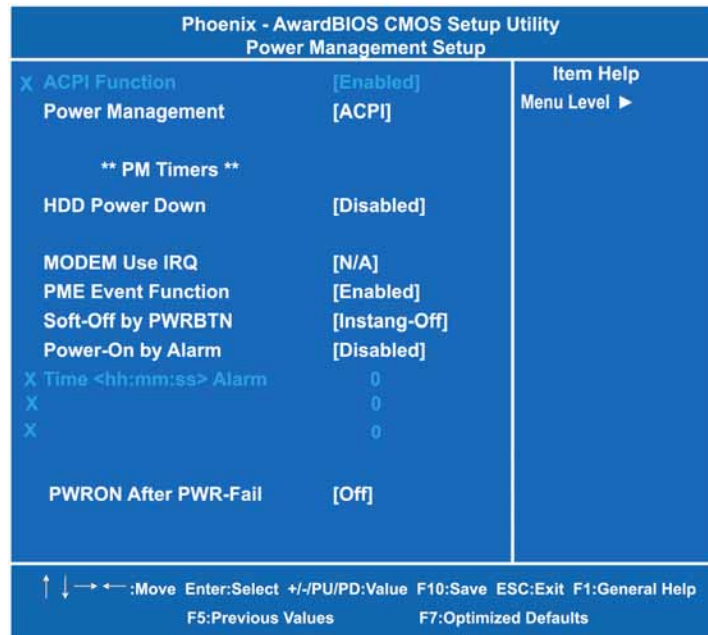 Phoenix - AwardBIOS CMOS Setup Utility
Power Management Setup
X ACPI Function [Enabled]
Power Management [ACPI]
** PM Timers **
HDD Power Down [Disabled]
MODEM Use IRQ [N/A]
PME Event Function [Enabled]
Soft-Off by PWRBTN [Instang-Off]
Power-On by Alarm [Disabled]
X Time <hh:mm:ss> Alarm 0
X 0
X 0
PWRON After PWR-Fail [Off]
Item Help
Menu Level ►
↑ ↓ → ← :Move Enter:Select +/-/PU/PD:Value F10:Save ESC:Exit F1:General Help
F5:Previous Values F7:Optimized Defaults